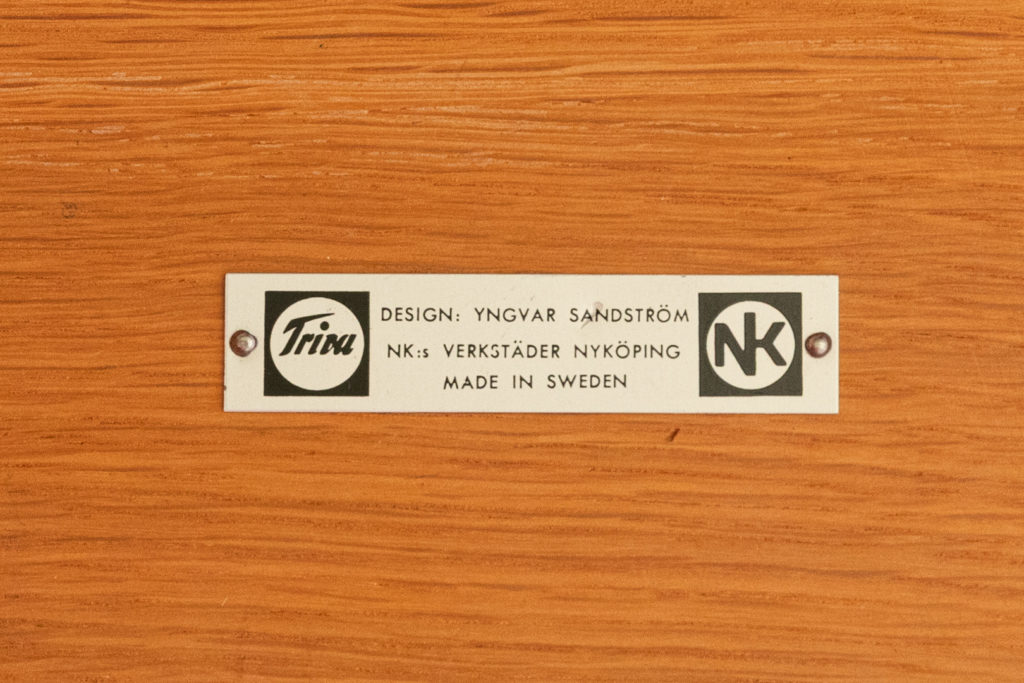 Triva
DESIGN: YNGVAR SANDSTRÖM
NK:s VERKSTÄDER NYKÖPING
MADE IN SWEDEN
NK